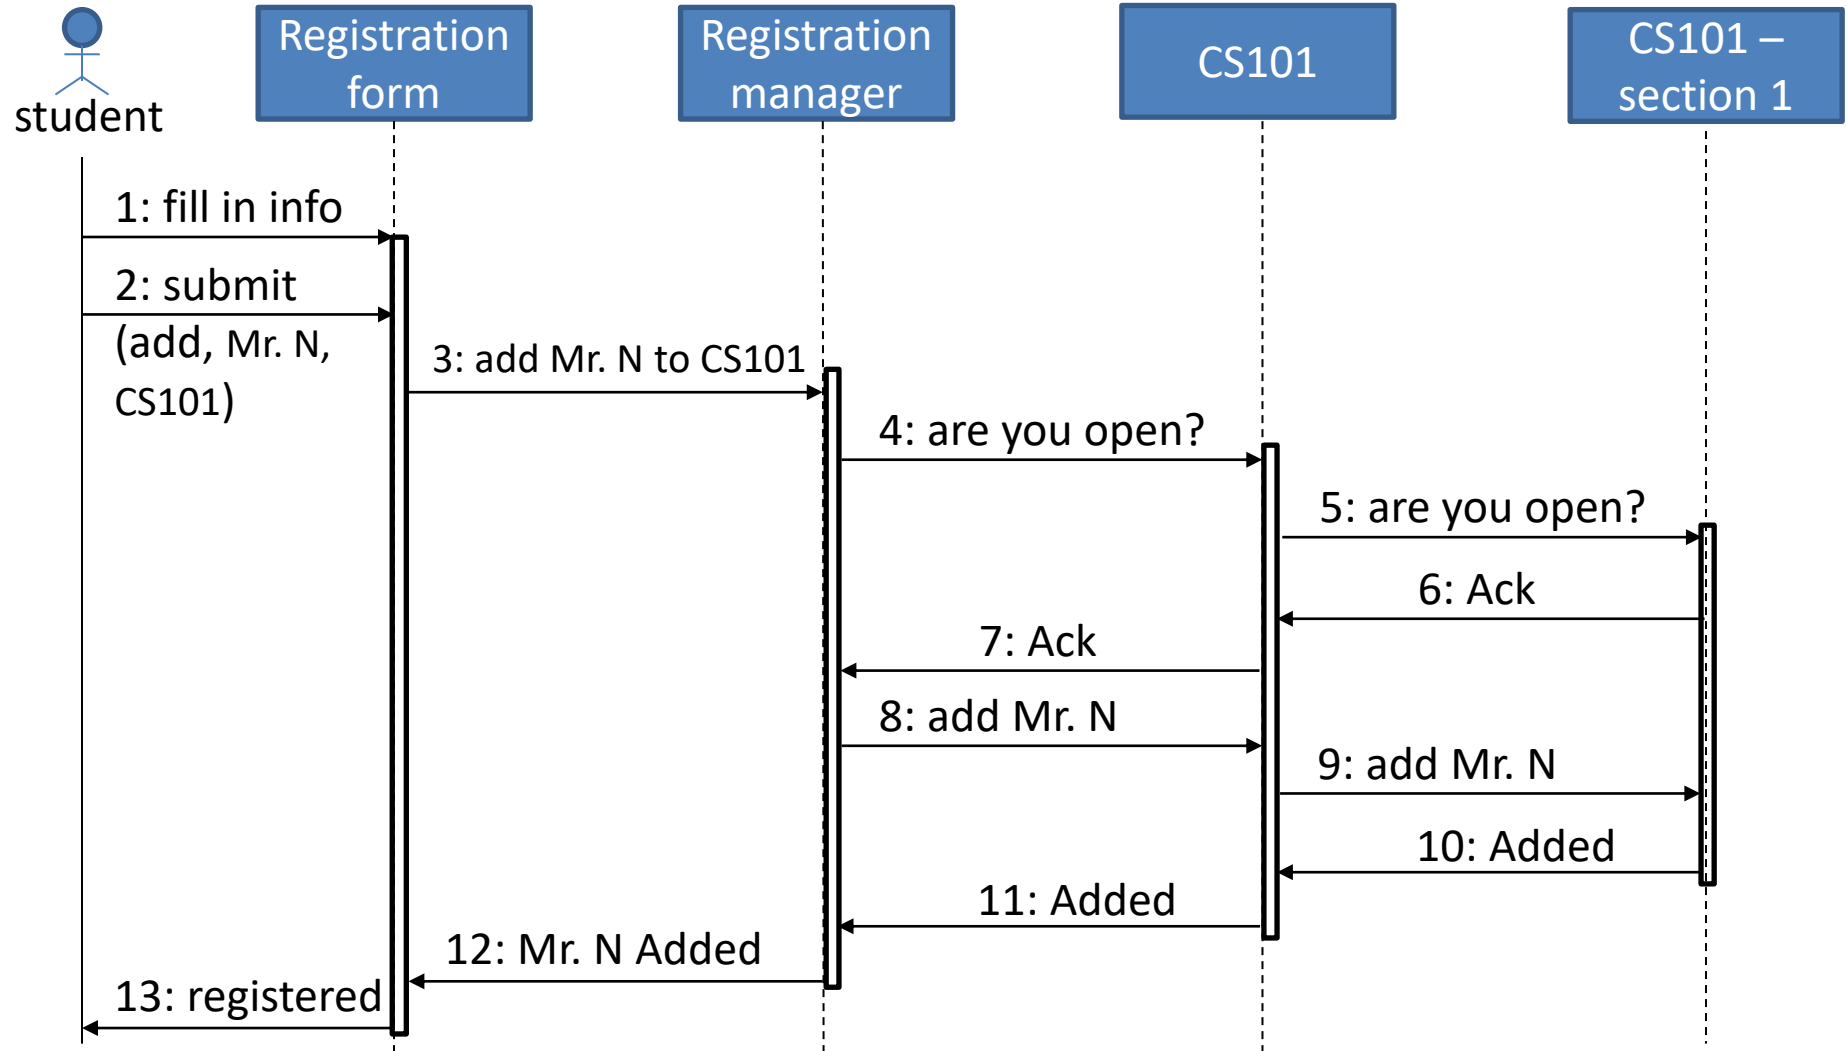 student
Registration
form
Registration
manager
CS101
CS101 –
section 1
1: fill in info
2: submit
(add, Mr. N,
CS101)
3: add Mr. N to CS101
4: are you open?
5: are you open?
6: Ack
7: Ack
8: add Mr. N
9: add Mr. N
10: Added
11: Added
12: Mr. N Added
13: registered